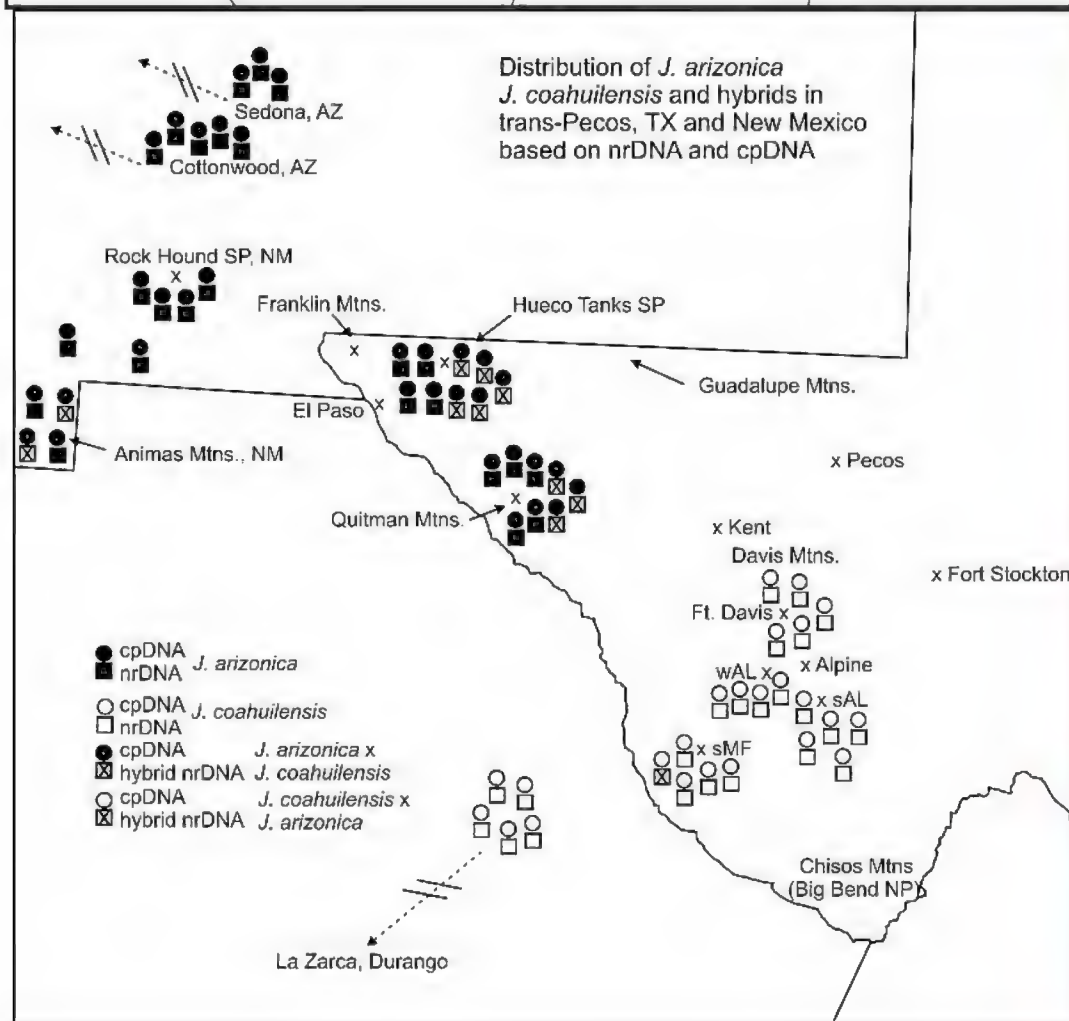 Distribution of J. arizonica
J. coahuilensis and hybrids in
trans-Pecos, TX and New Mexico
based on nrDNA and cpDNA
Sedona, AZ
Cottonwood, AZ
Rock Hound SP, NM
x
Franklin Mtns.
x
Hueco Tanks SP
x
Guadalupe Mtns.
El Paso x
Animas Mtns., NM
x Pecos
Quitman Mtns.
x
x Kent
Davis Mtns.
x Fort Stockton
Ft. Davis x
wAL x
x Alpine
x sAL
x sMF
cpDNA
nrDNA J. arizonica
cpDNA
nrDNA J. coahuilensis
cpDNA J. arizonica x
hybrid nrDNA J. coahuilensis
cpDNA J. coahuilensis x
hybrid nrDNA J. arizonica
Chisos Mtns
(Big Bend NP)
La Zarca, Durango